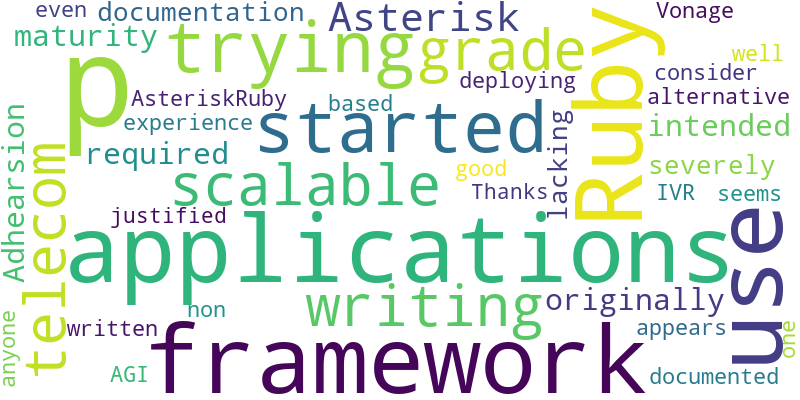 even documentation Asterisk Vonage
maturity trying grade well
p Ruby
AsteriskRuby deploying consider
experience based started alternative
required lacking intended
Adhearsion scalable good severely
telecom Thanks IVR seems
justified
applications use
non writing originally
written framework appears
anyone AGI documented one